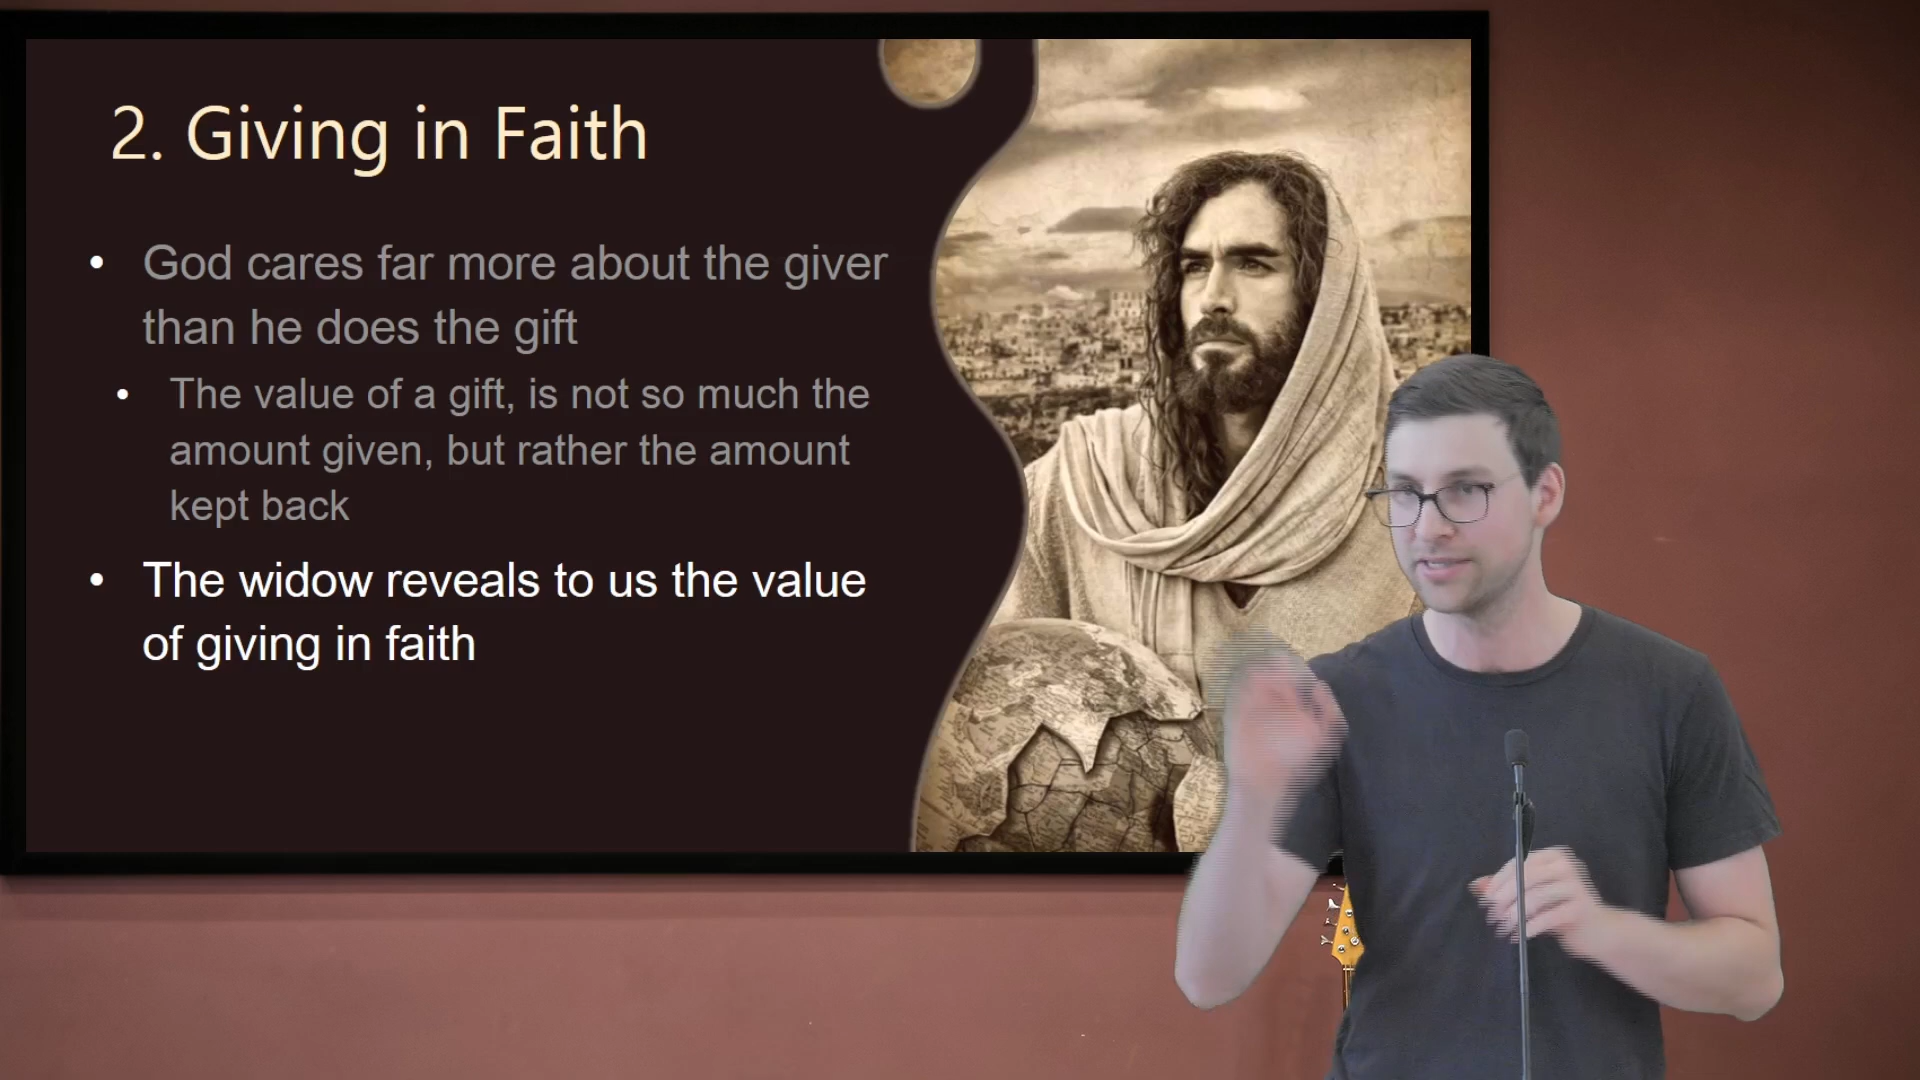 2. Giving in Faith
• God cares far more about the giver
than he does the gift
• The value of a gift, is not so much the
amount given, but rather the amount
kept back
• The widow reveals to us the value
of giving in faith